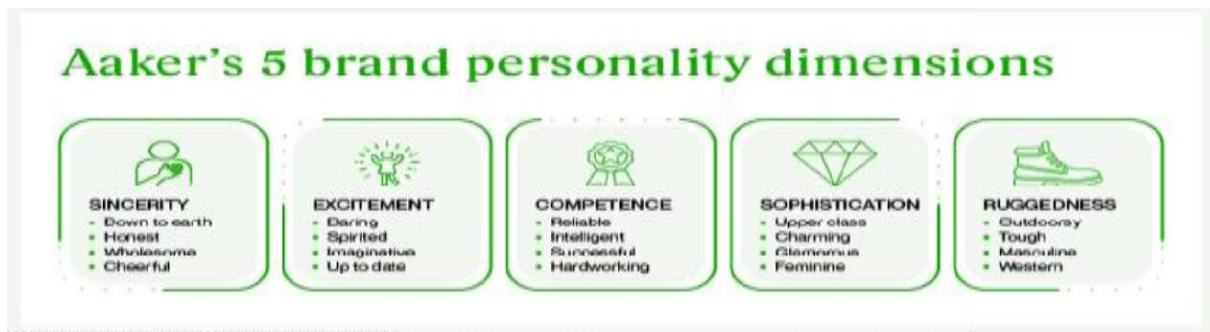 Aaker's 5 brand personality dimensions
SINCERITY
- Down to earth
• Honest
• Wholesome
• Cheerful
EXCITEMENT
- Daring
• Spirited
• Imaginative
• Up to date
COMPETENCE
- Reliable
• Intelligent
• Successful
• Hardworking
SOPHISTICATION
- Upper class
• Charming
• Glamorous
• Feminine
RUGGEDNESS
- Outdoorsy
• Tough
• Masculine
• Western